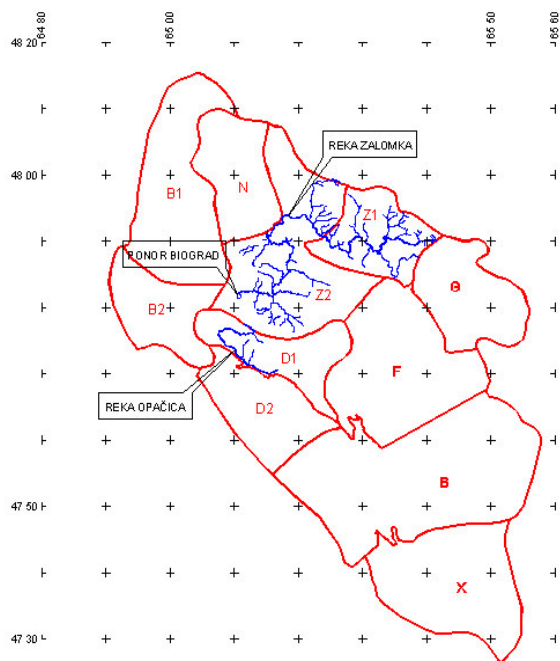 64 80
65 00
65 50
65 60
48 20
REKA ZALOMKA
48 00
B1
N
Z1
PONOR BIOGRAD
B2
Z2
Θ
D1
F
REKA OPAČICA
D2
B
47 50
X
47 30